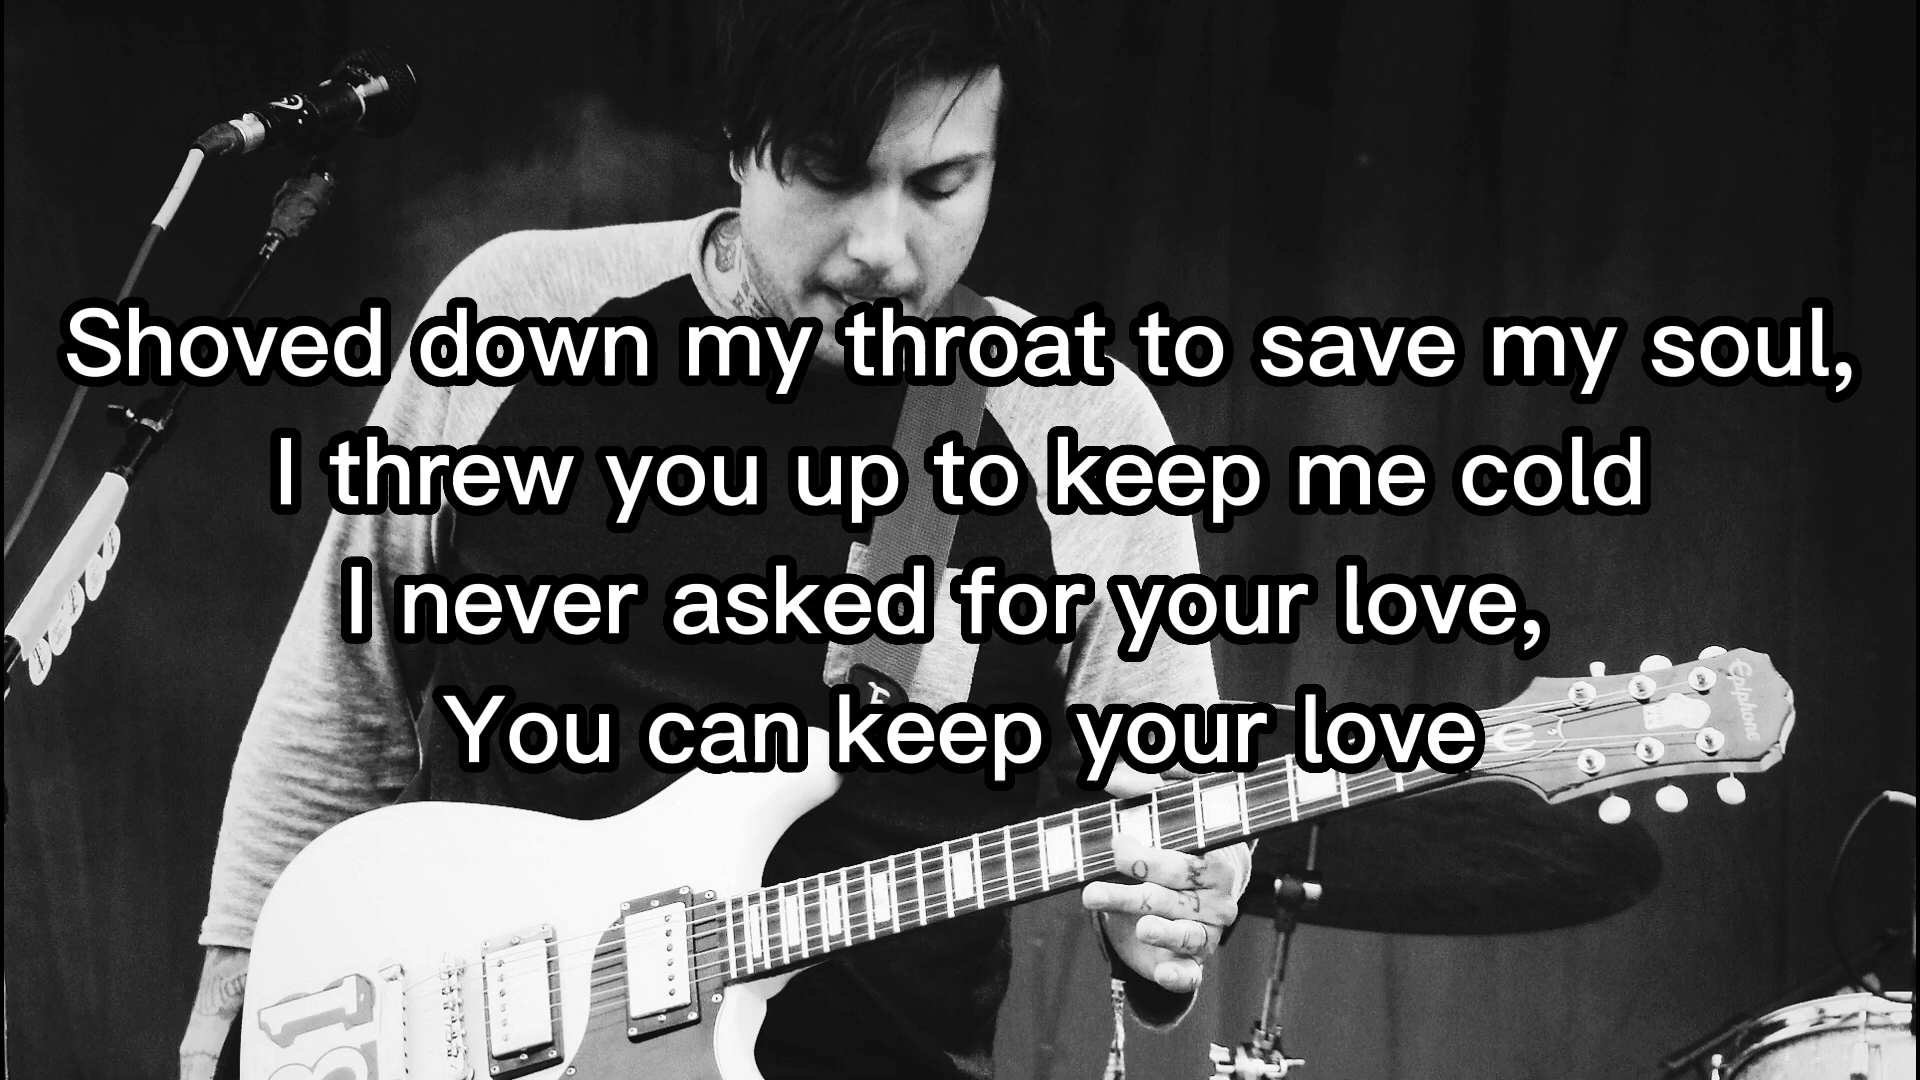 Shoved down my throat to save my soul,
I threw you up to keep me cold
I never asked for your love,
You can keep your love
Epiphone